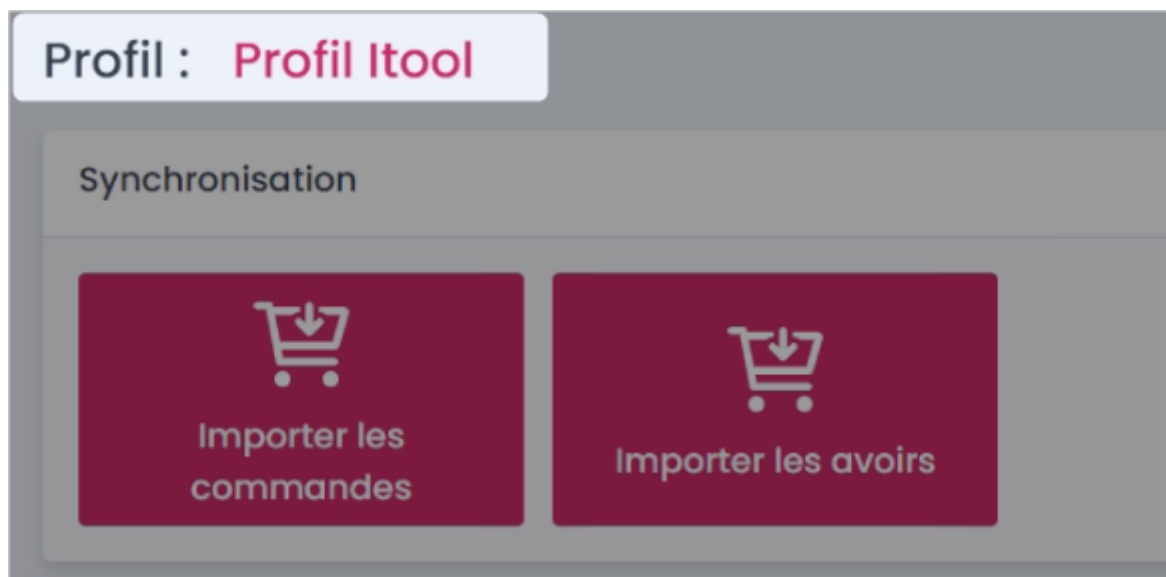 Profil : Profil Itool
Synchronisation
Importer les
commandes
Importer les avoirs